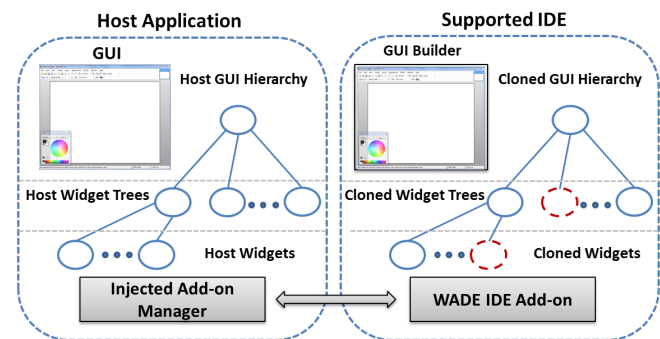 Host Application
GUI
Host GUI Hierarchy
Host Widget Trees
Host Widgets
Injected Add-on
Manager
Supported IDE
GUI Builder
Cloned GUI Hierarchy
Cloned Widget Trees
Cloned Widgets
WADE IDE Add-on